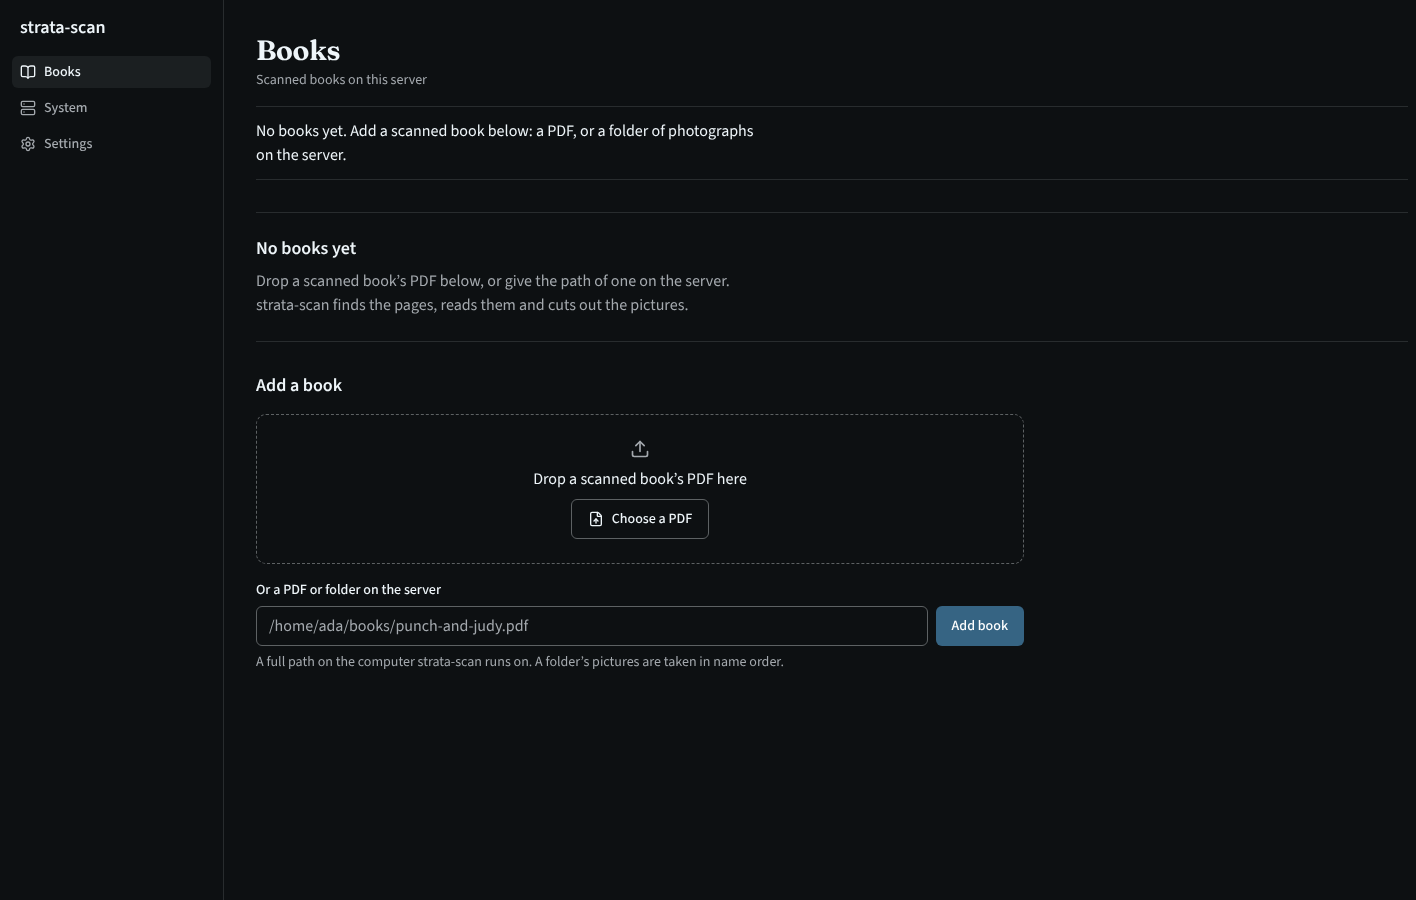 strata-scan
Books
System
Settings
Books
Scanned books on this server
No books yet. Add a scanned book below: a PDF, or a folder of photographs
on the server.
No books yet
Drop a scanned book’s PDF below, or give the path of one on the server.
strata-scan finds the pages, reads them and cuts out the pictures.
Add a book
Drop a scanned book’s PDF here
Choose a PDF
Or a PDF or folder on the server
/home/ada/books/punch-and-judy.pdf
Add book
A full path on the computer strata-scan runs on. A folder’s pictures are taken in name order.